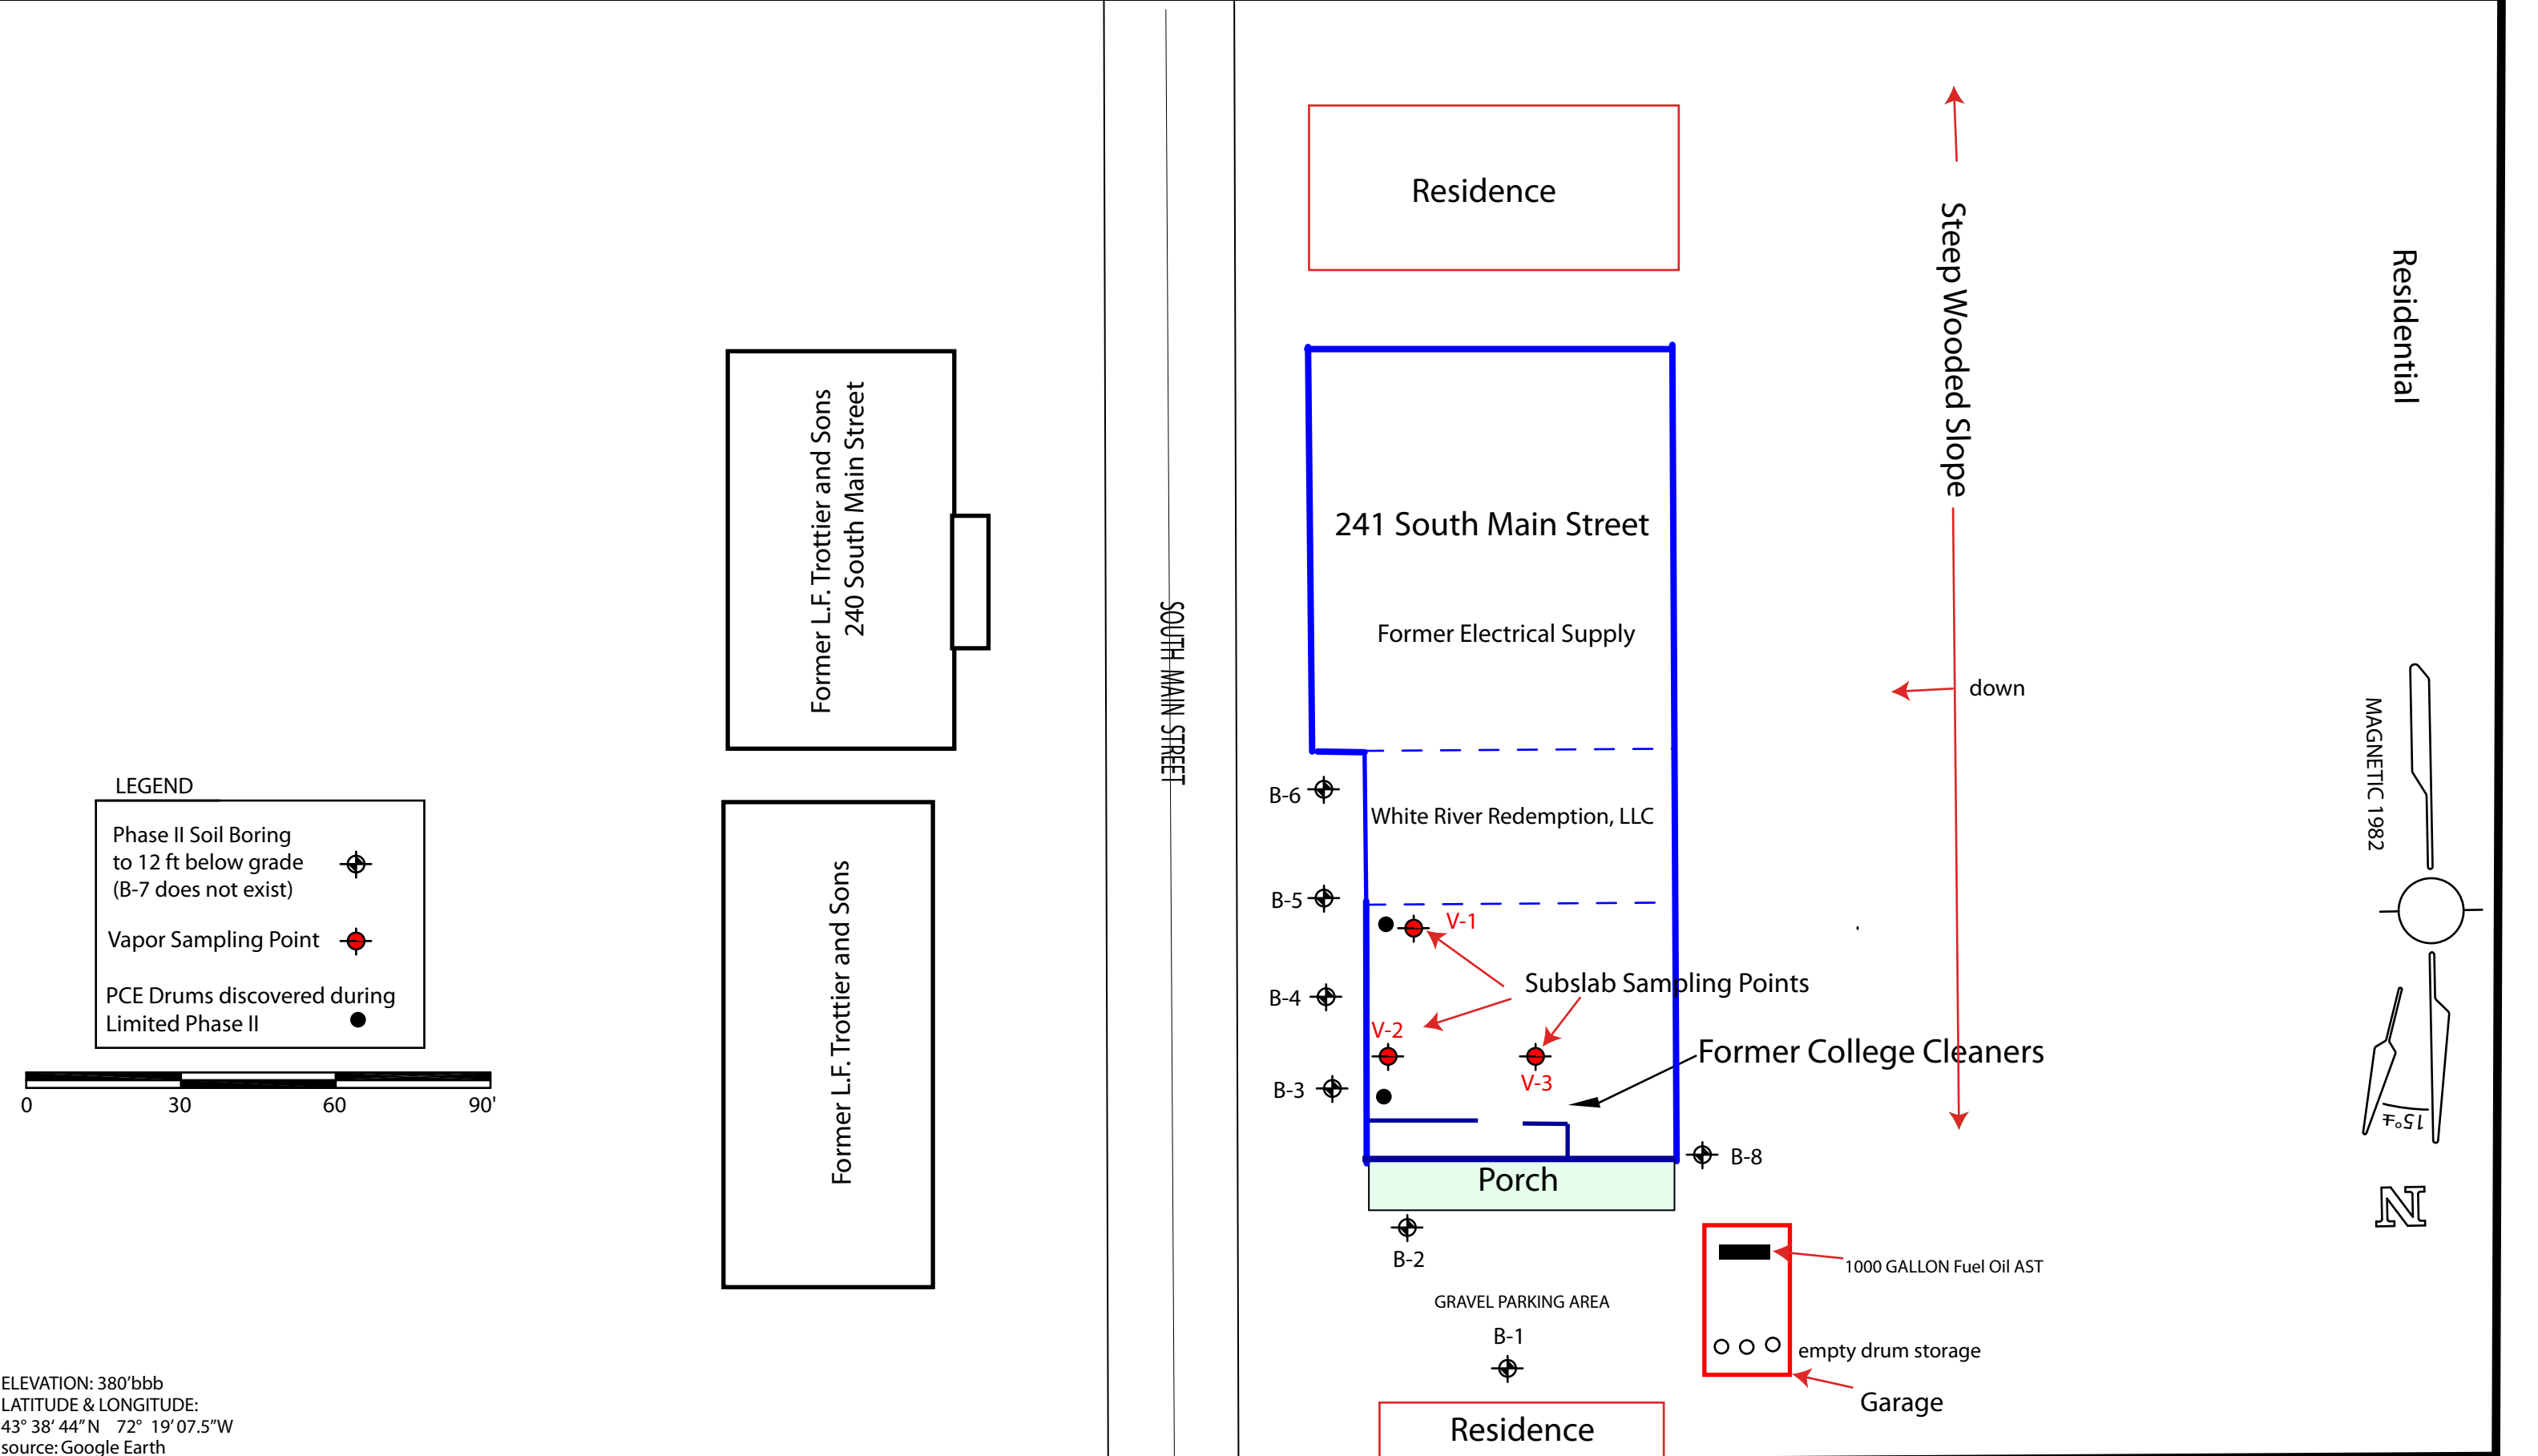 Residence
Steep Wooded Slope
Residential
Former L.F. Trottier and Sons
240 South Main Street
SOUTH MAIN STREET
241 South Main Street
Former Electrical Supply
down
MAGNETIC 1982
LEGEND
Phase II Soil Boring
to 12 ft below grade
(B-7 does not exist)
Vapor Sampling Point
PCE Drums discovered during
Limited Phase II
0 30 60 90'
B-6
White River Redemption, LLC
B-5
V-1
Former L.F. Trottier and Sons
Subslab Sampling Points
B-4
V-2
Former College Cleaners
V-3
B-3
15°±
B-8
Porch
N
B-2
1000 GALLON Fuel Oil AST
GRAVEL PARKING AREA
B-1
empty drum storage
Garage
Residence
ELEVATION: 380'bbb
LATITUDE & LONGITUDE:
43° 38' 44" N 72° 19' 07.5"W
source: Google Earth